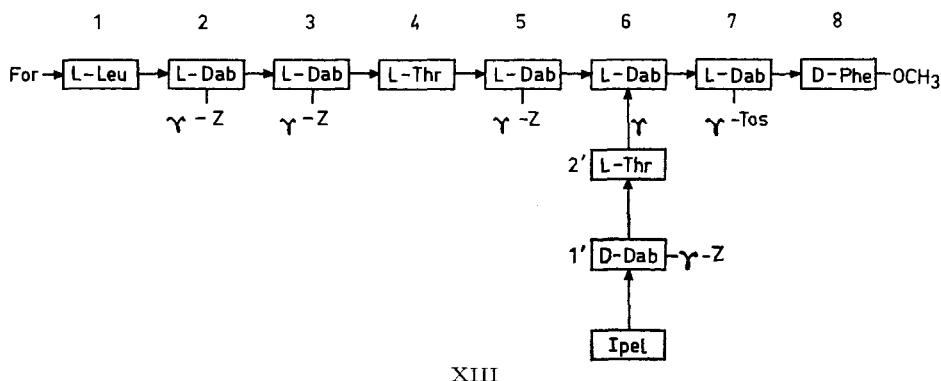 1 2 3 4 5 6 7 8
For L-Leu L-Dab L-Dab L-Thr L-Dab L-Dab L-Dab D-Phe OCH3
γ-Z γ-Z γ-Z γ γ-Tos
2' L-Thr
1' D-Dab γ-Z
Ipel
XIII